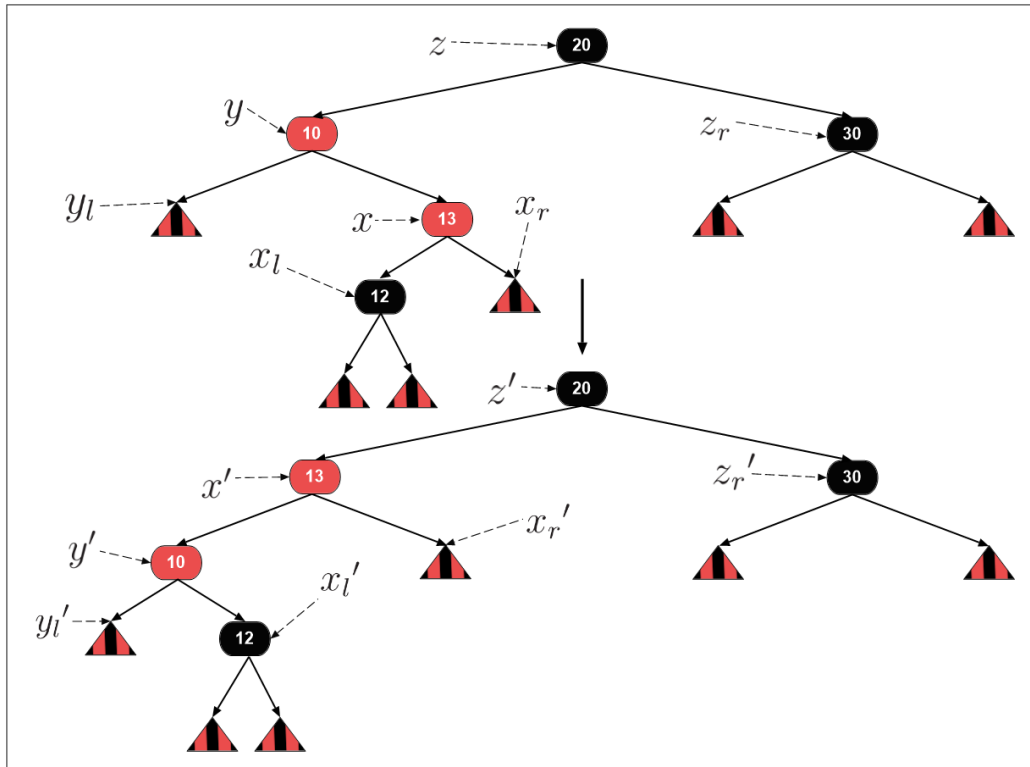 z 20
y 10 z_r 30
y_l x 13 x_r
x_l 12
z' 20
x' 13 x_r' z_r' 30
y' 10 x_l'
y_l' 12